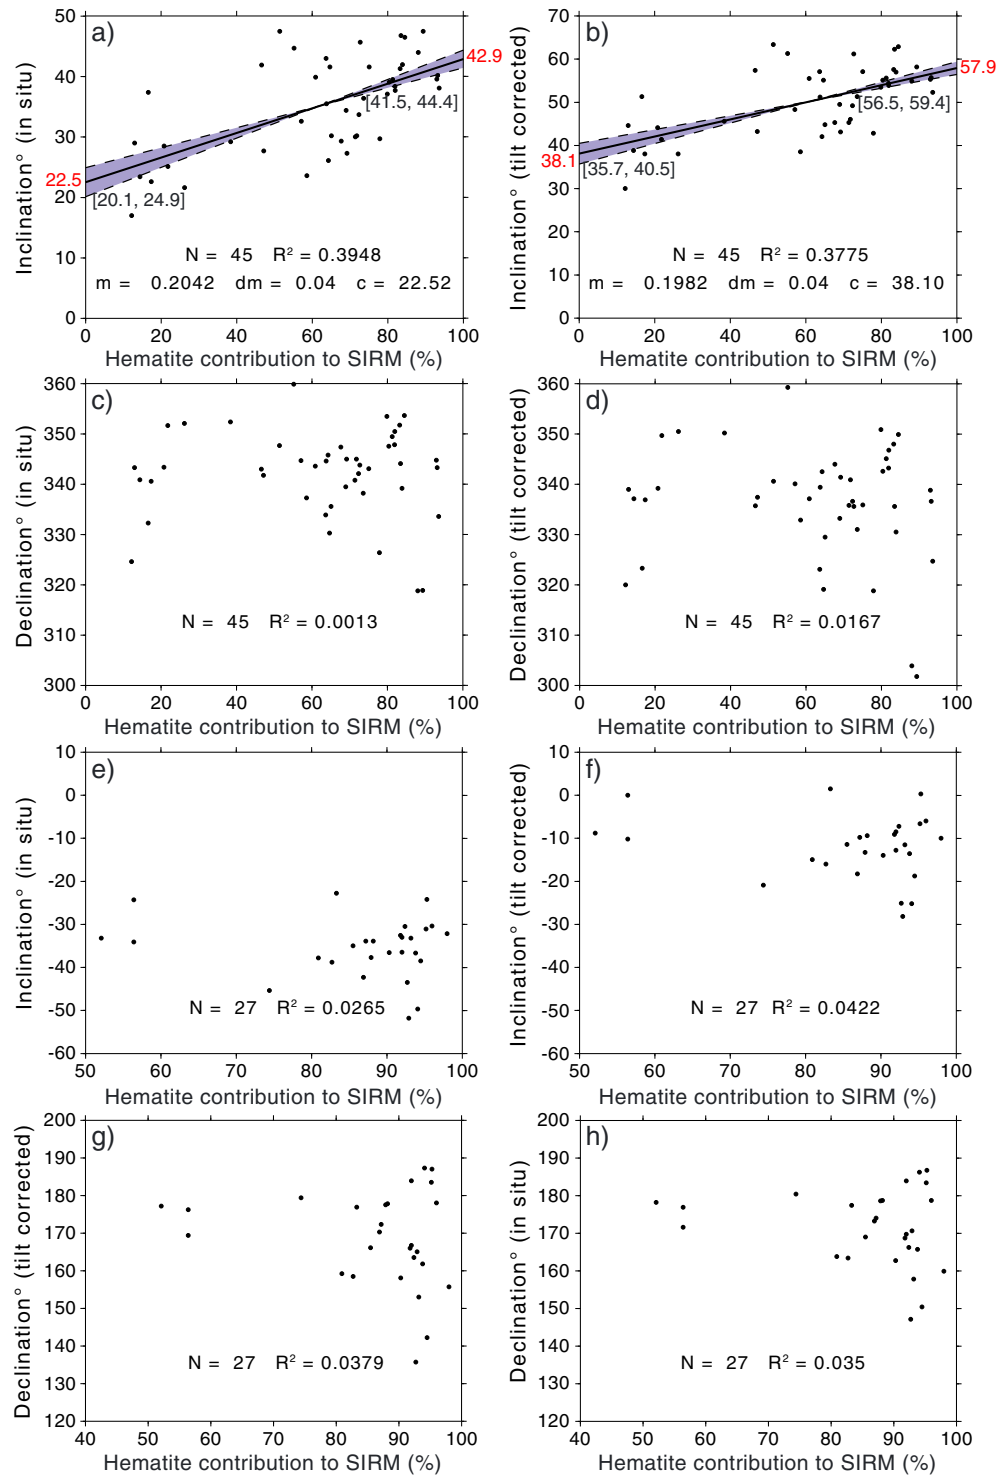 a)
50
40
30
20
10
0
Inclination° (in situ)
42.9
[41.5, 44.4]
22.5
[20.1, 24.9]
N = 45 R² = 0.3948
m = 0.2042 dm = 0.04 c = 22.52
0 20 40 60 80 100
Hematite contribution to SIRM (%)
b)
70
60
50
40
30
20
10
0
Inclination° (tilt corrected)
57.9
[56.5, 59.4]
38.1
[35.7, 40.5]
N = 45 R² = 0.3775
m = 0.1982 dm = 0.04 c = 38.10
0 20 40 60 80 100
Hematite contribution to SIRM (%)
c)
360
350
340
330
320
310
300
Declination° (in situ)
N = 45 R² = 0.0013
0 20 40 60 80 100
Hematite contribution to SIRM (%)
d)
360
350
340
330
320
310
300
Declination° (tilt corrected)
N = 45 R² = 0.0167
0 20 40 60 80 100
Hematite contribution to SIRM (%)
e)
10
0
-10
-20
-30
-40
-50
-60
Inclination° (in situ)
N = 27 R² = 0.0265
50 60 70 80 90 100
Hematite contribution to SIRM (%)
f)
10
0
-10
-20
-30
-40
-50
-60
Inclination° (tilt corrected)
N = 27 R² = 0.0422
50 60 70 80 90 100
Hematite contribution to SIRM (%)
g)
200
190
180
170
160
150
140
130
120
Declination° (tilt corrected)
N = 27 R² = 0.0379
40 50 60 70 80 90 100
Hematite contribution to SIRM (%)
h)
200
190
180
170
160
150
140
130
120
Declination° (in situ)
N = 27 R² = 0.035
40 50 60 70 80 90 100
Hematite contribution to SIRM (%)